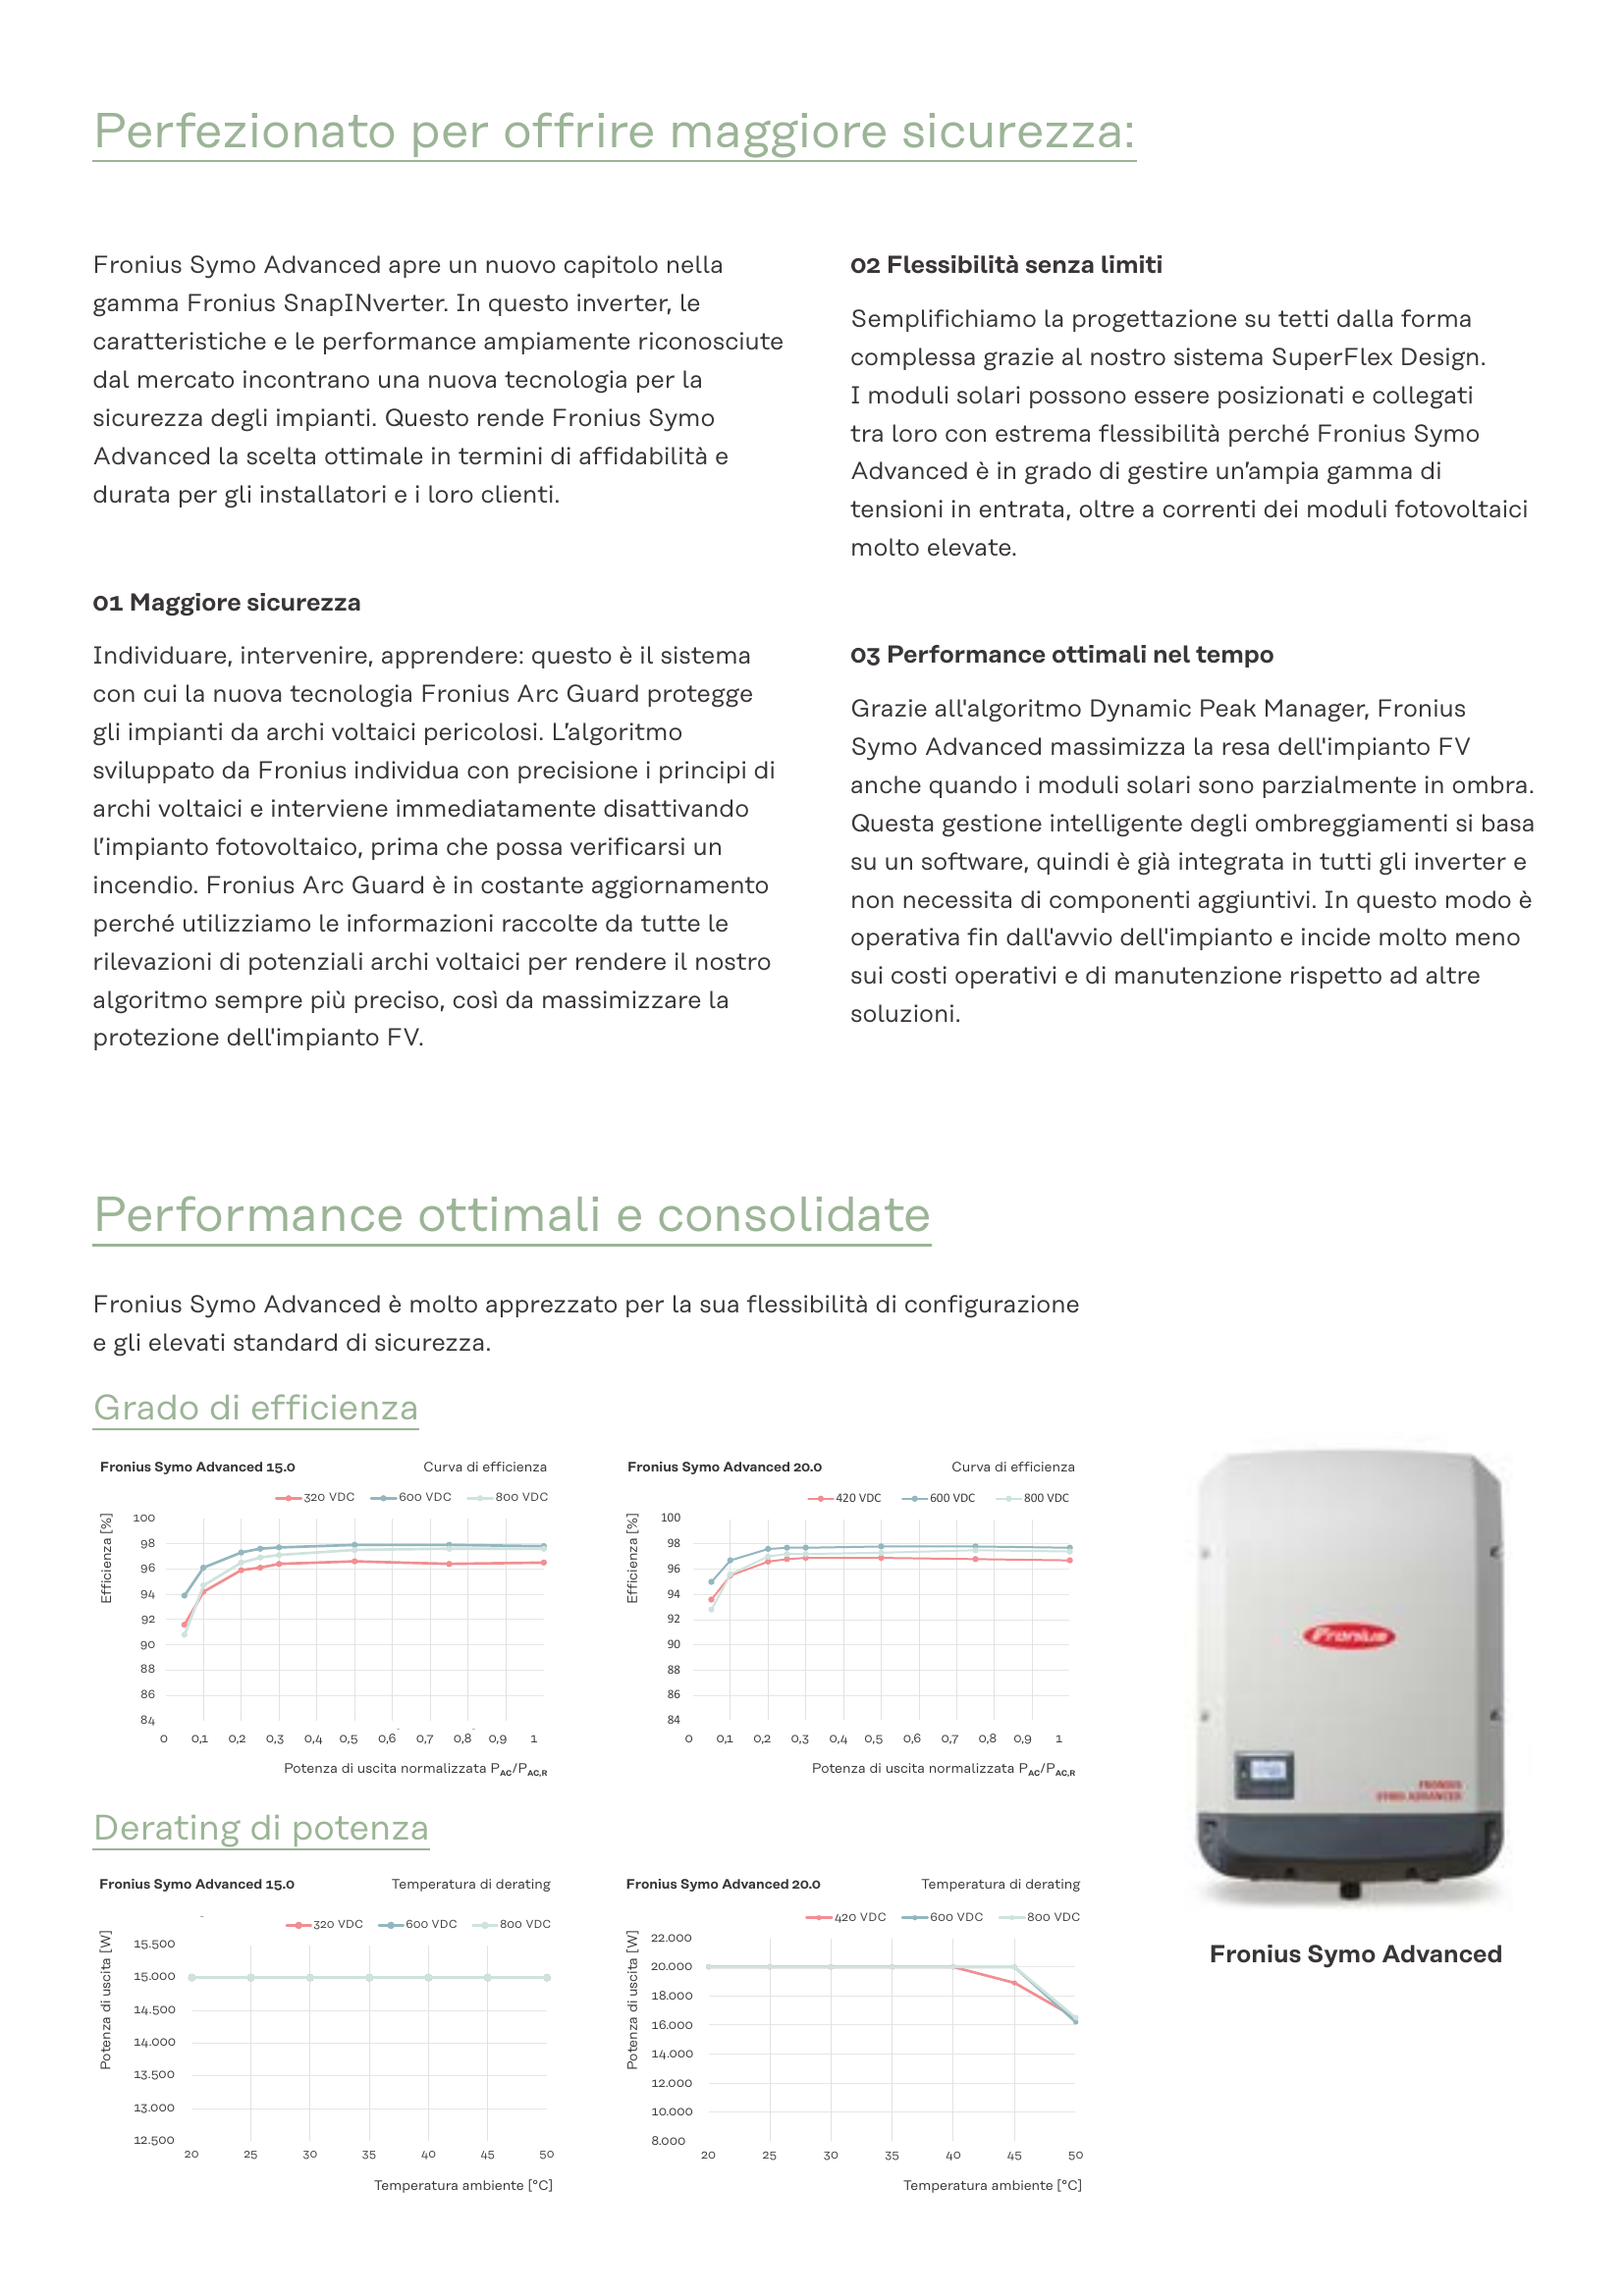 Perfezionato per offrire maggiore sicurezza:
Fronius Symo Advanced apre un nuovo capitolo nella
gamma Fronius SnapINverter. In questo inverter, le
caratteristiche e le performance ampiamente riconosciute
dal mercato incontrano una nuova tecnologia per la
sicurezza degli impianti. Questo rende Fronius Symo
Advanced la scelta ottimale in termini di affidabilità e
durata per gli installatori e i loro clienti.
01 Maggiore sicurezza
Individuare, intervenire, apprendere: questo è il sistema
con cui la nuova tecnologia Fronius Arc Guard protegge
gli impianti da archi voltaici pericolosi. L’algoritmo
sviluppato da Fronius individua con precisione i principi di
archi voltaici e interviene immediatamente disattivando
l’impianto fotovoltaico, prima che possa verificarsi un
incendio. Fronius Arc Guard è in costante aggiornamento
perché utilizziamo le informazioni raccolte da tutte le
rilevazioni di potenziali archi voltaici per rendere il nostro
algoritmo sempre più preciso, così da massimizzare la
protezione dell'impianto FV.
02 Flessibilità senza limiti
Semplifichiamo la progettazione su tetti dalla forma
complessa grazie al nostro sistema SuperFlex Design.
I moduli solari possono essere posizionati e collegati
tra loro con estrema flessibilità perché Fronius Symo
Advanced è in grado di gestire un’ampia gamma di
tensioni in entrata, oltre a correnti dei moduli fotovoltaici
molto elevate.
03 Performance ottimali nel tempo
Grazie all'algoritmo Dynamic Peak Manager, Fronius
Symo Advanced massimizza la resa dell'impianto FV
anche quando i moduli solari sono parzialmente in ombra.
Questa gestione intelligente degli ombreggiamenti si basa
su un software, quindi è già integrata in tutti gli inverter e
non necessita di componenti aggiuntivi. In questo modo è
operativa fin dall'avvio dell'impianto e incide molto meno
sui costi operativi e di manutenzione rispetto ad altre
soluzioni.
Performance ottimali e consolidate
Fronius Symo Advanced è molto apprezzato per la sua flessibilità di configurazione
e gli elevati standard di sicurezza.
Grado di efficienza
Fronius Symo Advanced 15.0 Curva di efficienza
320 VDC 600 VDC 800 VDC
Efficienza [%]
100
98
96
94
92
90
88
86
84
0 0,1 0,2 0,3 0,4 0,5 0,6 0,7 0,8 0,9 1
Potenza di uscita normalizzata PAC/PAC,R
Fronius Symo Advanced 20.0 Curva di efficienza
420 VDC 600 VDC 800 VDC
Efficienza [%]
100
98
96
94
92
90
88
86
84
0 0,1 0,2 0,3 0,4 0,5 0,6 0,7 0,8 0,9 1
Potenza di uscita normalizzata PAC/PAC,R
Fronius
FRONIUS
SYMO ADVANCED
Fronius Symo Advanced
Derating di potenza
Fronius Symo Advanced 15.0 Temperatura di derating
320 VDC 600 VDC 800 VDC
Potenza di uscita [W]
15.500
15.000
14.500
14.000
13.500
13.000
12.500
20 25 30 35 40 45 50
Temperatura ambiente [°C]
Fronius Symo Advanced 20.0 Temperatura di derating
420 VDC 600 VDC 800 VDC
Potenza di uscita [W]
22.000
20.000
18.000
16.000
14.000
12.000
10.000
8.000
20 25 30 35 40 45 50
Temperatura ambiente [°C]